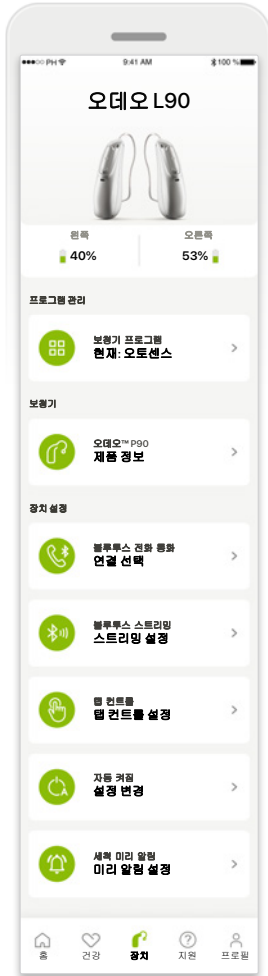 PH 9:41 AM 100 %
오데오 L90
왼쪽 오른쪽
40% 53%
프로그램 관리
보청기 프로그램
현재: 오토센스
보청기
오데오™ P90
제품 정보
장치 설정
블루투스 전화 통화
연결 선택
블루투스 스트리밍
스트리밍 설정
탭 컨트롤
탭 컨트롤 설정
자동 켜짐
설정 변경
세척 미리 알림
미리 알림 설정
홈 건강 장치 지원 프로필